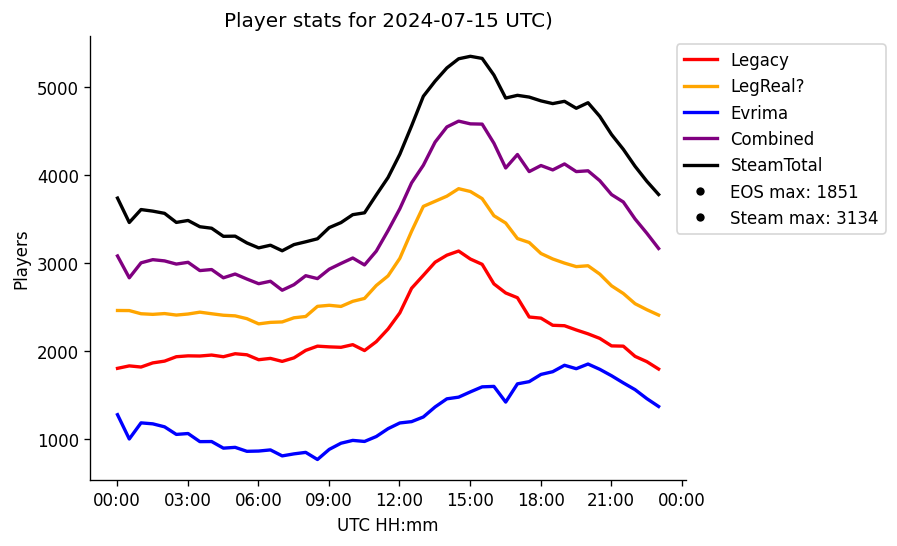 Player stats for 2024-07-15 UTC)
Legacy
LegReal?
Evrima
Combined
SteamTotal
EOS max: 1851
Steam max: 3134
Players
5000
4000
3000
2000
1000
00:00 03:00 06:00 09:00 12:00 15:00 18:00 21:00 00:00
UTC HH:mm